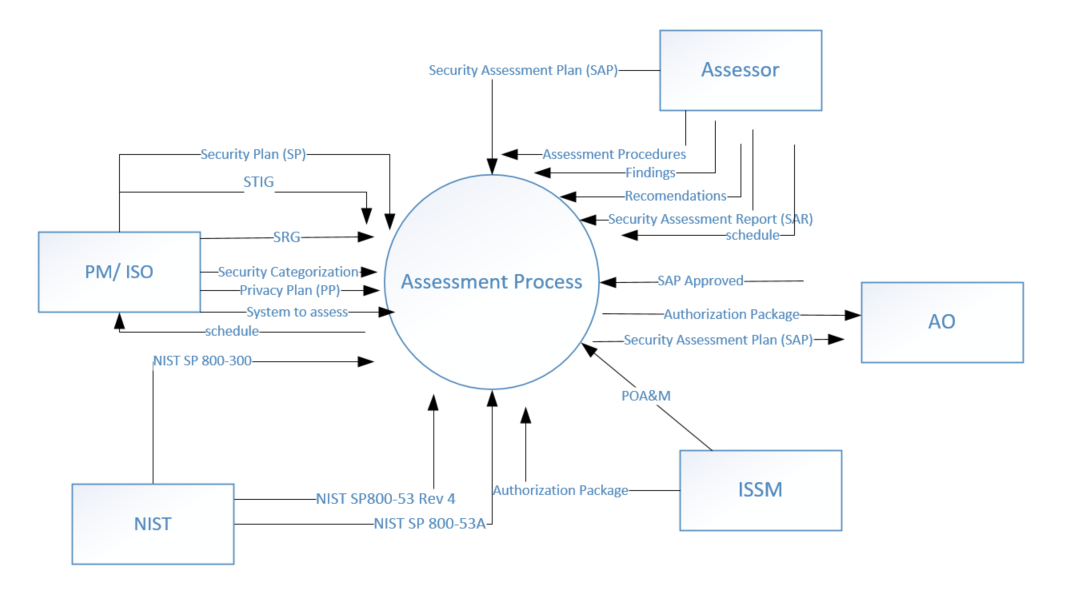 Assessor
Security Assessment Plan (SAP)
Security Plan (SP)
Assessment Procedures
Findings
STIG
Recomendations
Security Assessment Report (SAR)
SRG
schedule
PM/ ISO
Security Categorization
Assessment Process
SAP Approved
Privacy Plan (PP)
System to assess
Authorization Package
AO
schedule
Security Assessment Plan (SAP)
NIST SP 800-300
POA&M
Authorization Package
ISSM
NIST SP800-53 Rev 4
NIST
NIST SP 800-53A